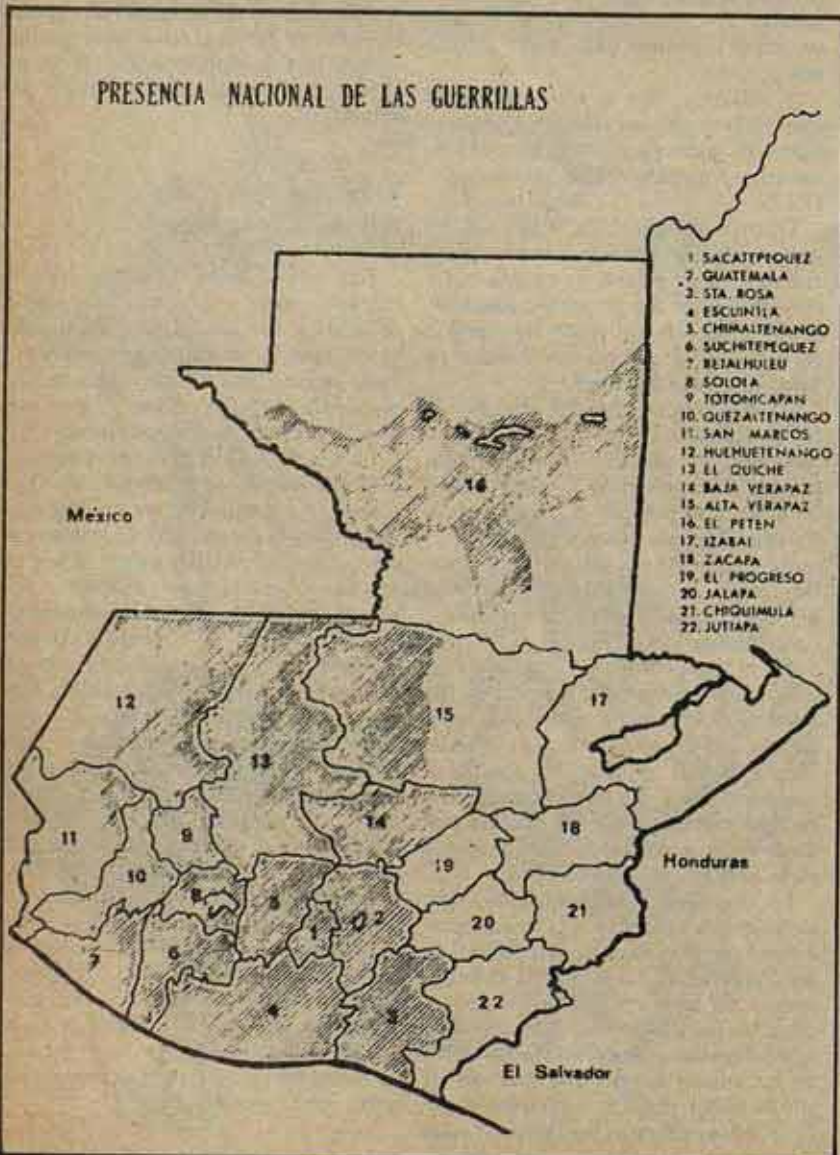 PRESENCIA NACIONAL DE LAS GUERRILLAS
1. SACATEPEQUEZ
2. GUATEMALA
3. STA. ROSA
4. ESCUINTLA
5. CHIMALTENANGO
6. SUCHITEPEQUEZ
7. RETALHULEU
8. SOLOLA
9. TOTONICAPAN
10. QUEZALTENANGO
11. SAN MARCOS
12. HUEHUETENANGO
13. EL QUICHE
14. BAJA VERAPAZ
15. ALTA VERAPAZ
16. EL PETEN
17. IZABAL
18. ZACAPA
19. EL PROGRESO
20. JALAPA
21. CHIQUIMULA
22. JUTIAPA
16
México
12
13
15
17
14
11
9
10
19
18
Honduras
8
5
1
2
20
21
7
6
4
3
22
El Salvador